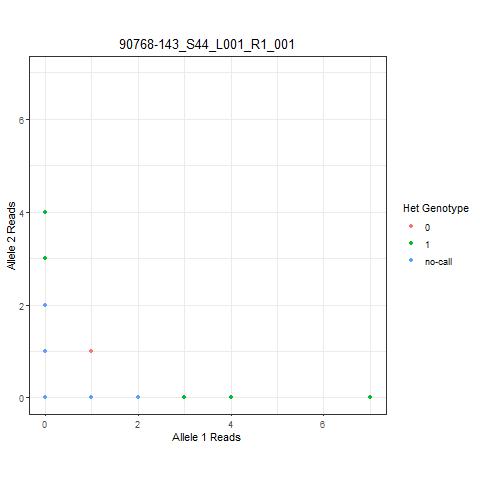 90768-143_S44_L001_R1_001
6
4
2
0
0
2
4
6
Allele 2 Reads
Allele 1 Reads
Het Genotype
0
1
no-call